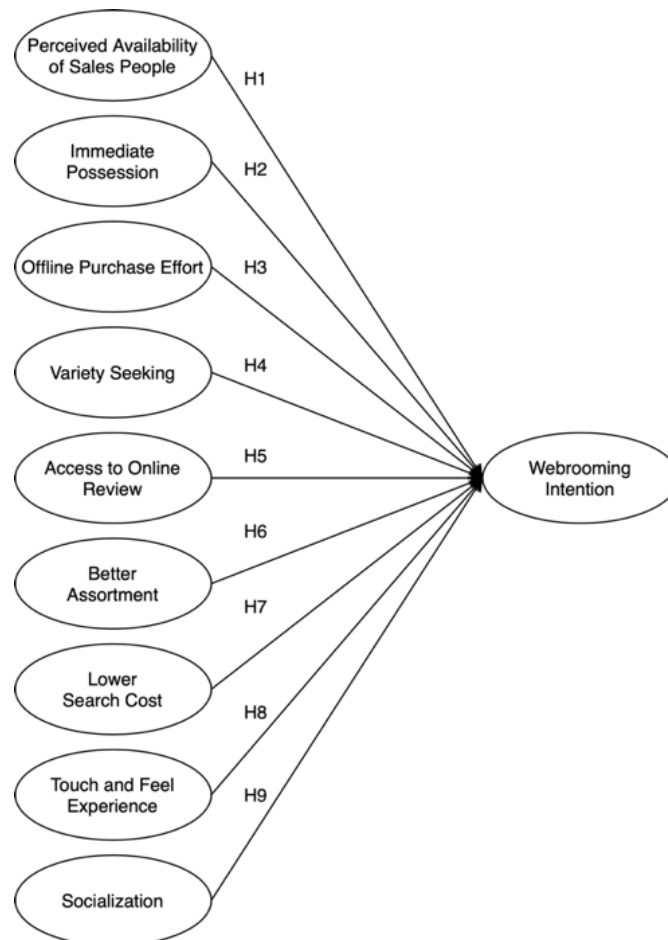 Perceived Availability
of Sales People
H1
Immediate
Possession
H2
Offline Purchase Effort
H3
Variety Seeking
H4
Access to Online
Review
H5
Webrooming
Intention
Better
Assortment
H6
Lower
Search Cost
H7
Touch and Feel
Experience
H8
Socialization
H9